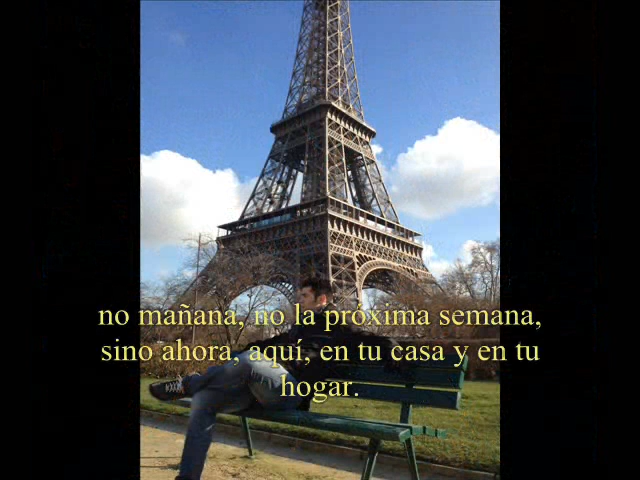 no mañana, no la próxima semana,
sino ahora, aquí, en tu casa y en tu
hogar.